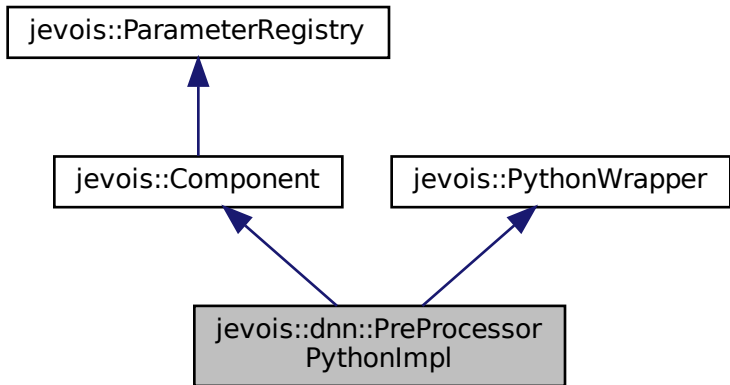 jevois::ParameterRegistry
jevois::Component
jevois::PythonWrapper
jevois::dnn::PreProcessor
PythonImpl